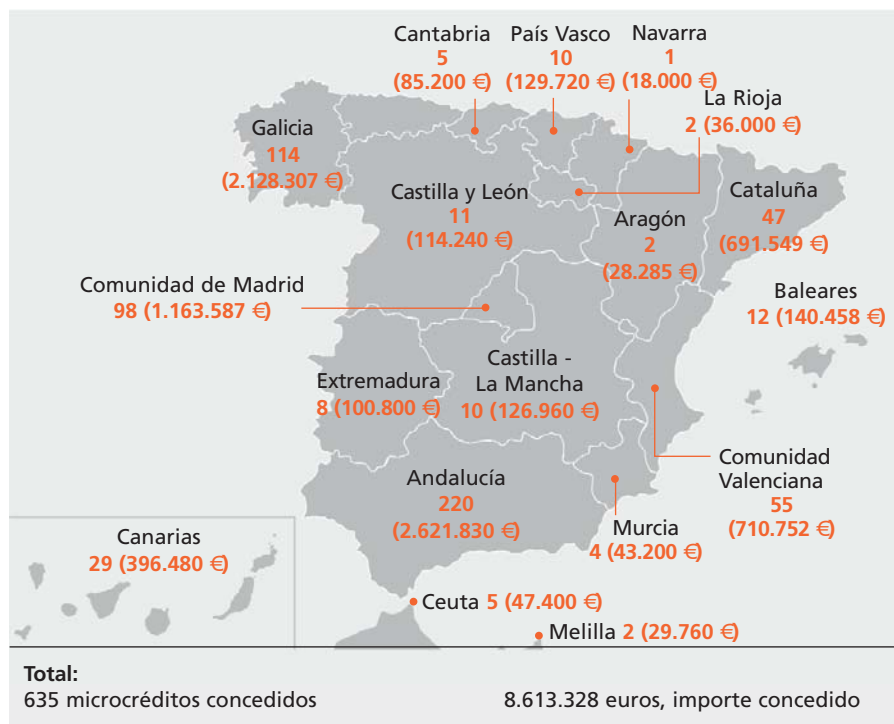 Cantabria
5
(85.200 €)
País Vasco
10
(129.720 €)
Navarra
1
(18.000 €)
La Rioja
2 (36.000 €)
Galicia
114
(2.128.307 €)
Castilla y León
11
(114.240 €)
Aragón
2
(28.285 €)
Cataluña
47
(691.549 €)
Comunidad de Madrid
98 (1.163.587 €)
Baleares
12 (140.458 €)
Extremadura
8 (100.800 €)
Castilla -
La Mancha
10 (126.960 €)
Comunidad
Valenciana
55
(710.752 €)
Andalucía
220
(2.621.830 €)
Murcia
4 (43.200 €)
Canarias
29 (396.480 €)
Ceuta 5 (47.400 €)
Melilla 2 (29.760 €)
Total:
635 microcréditos concedidos
8.613.328 euros, importe concedido